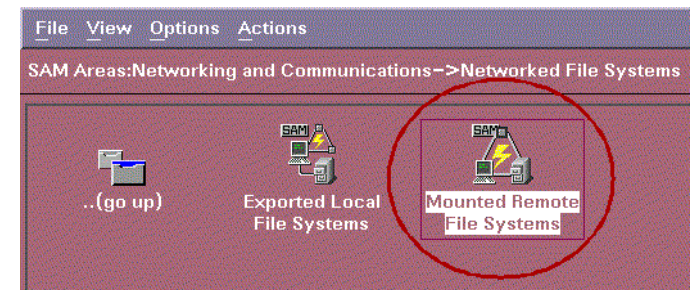 File View Options Actions
SAM Areas:Networking and Communications->Networked File Systems
SAM
SAM
..(go up)
Exported Local
File Systems
Mounted Remote
File Systems